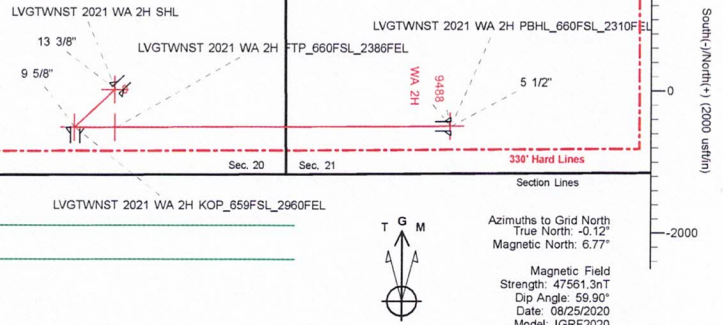 LVGTWNST 2021 WA 2H SHL
LVGTWNST 2021 WA 2H PBHL_660FSL_2310FEL
13 3/8"
LVGTWNST 2021 WA 2H FTP_660FSL_2386FEL
9 5/8"
9488
WA 2H
5 1/2"
0
South(-)/North(+) (2000 usft/in)
Sec. 20
Sec. 21
330' Hard Lines
Section Lines
LVGTWNST 2021 WA 2H KOP_659FSL_2960FEL
T G M
Azimuths to Grid North
True North: -0.12°
Magnetic North: 6.77°
-2000
Magnetic Field
Strength: 47561.3nT
Dip Angle: 59.90°
Date: 08/25/2020
Model: IGRF2020